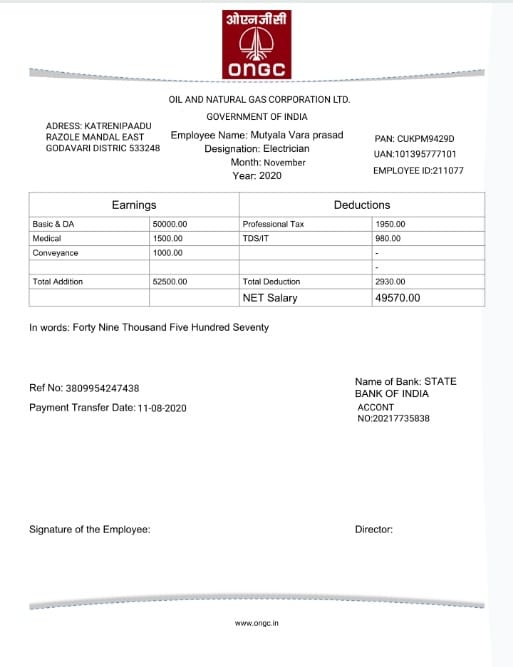 ओएनजीसी
ONGC
OIL AND NATURAL GAS CORPORATION LTD.
GOVERNMENT OF INDIA
ADRESS: KATRENIPAADU
RAZOLE MANDAL EAST
GODAVARI DISTRIC 533248
Employee Name: Mutyala Vara prasad
Designation: Electrician
Month: November
Year: 2020
PAN: CUKPM9429D
UAN:101395777101
EMPLOYEE ID:211077
Earnings Deductions
Basic & DA 50000.00 Professional Tax 1950.00
Medical 1500.00 TDS/IT 980.00
Conveyance 1000.00 -
-
Total Addition 52500.00 Total Deduction 2930.00
NET Salary 49570.00
In words: Forty Nine Thousand Five Hundred Seventy
Ref No: 3809954247438
Payment Transfer Date: 11-08-2020
Name of Bank: STATE
BANK OF INDIA
ACCONT
NO:20217735838
Signature of the Employee: Director:
www.ongc.in